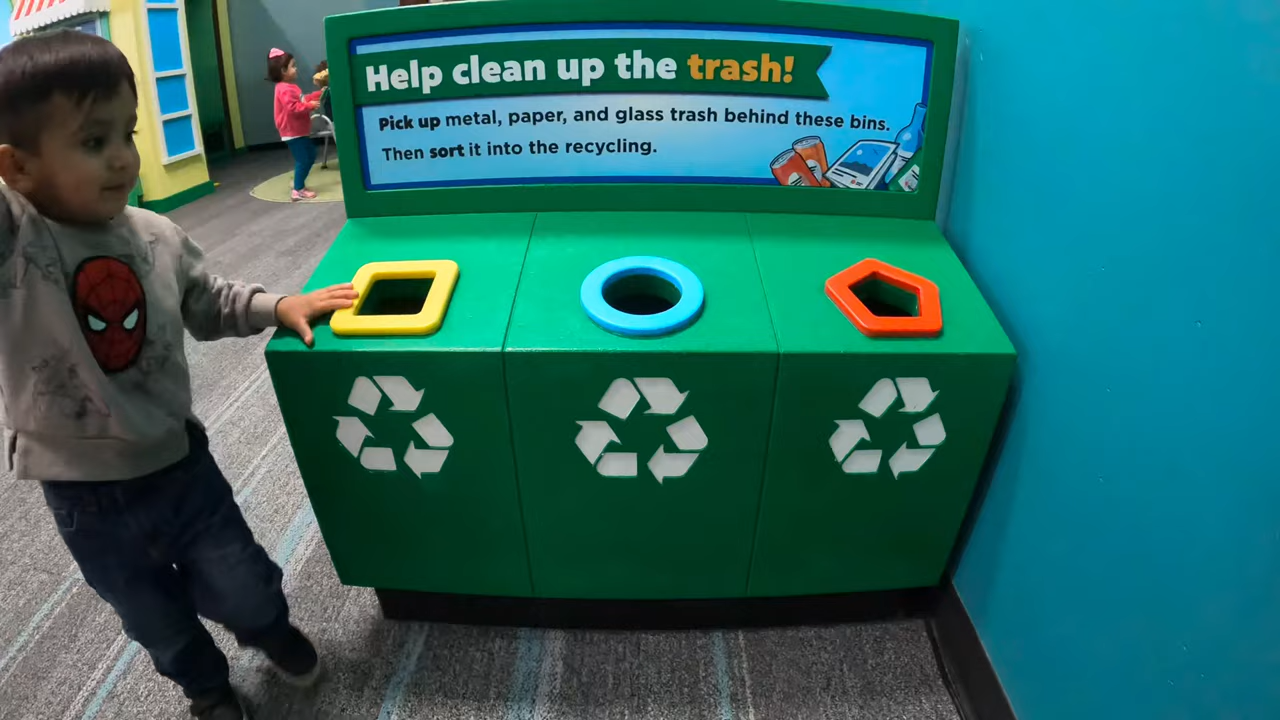 Help clean up the trash!
Pick up metal, paper, and glass trash behind these bins.
Then sort it into the recycling.